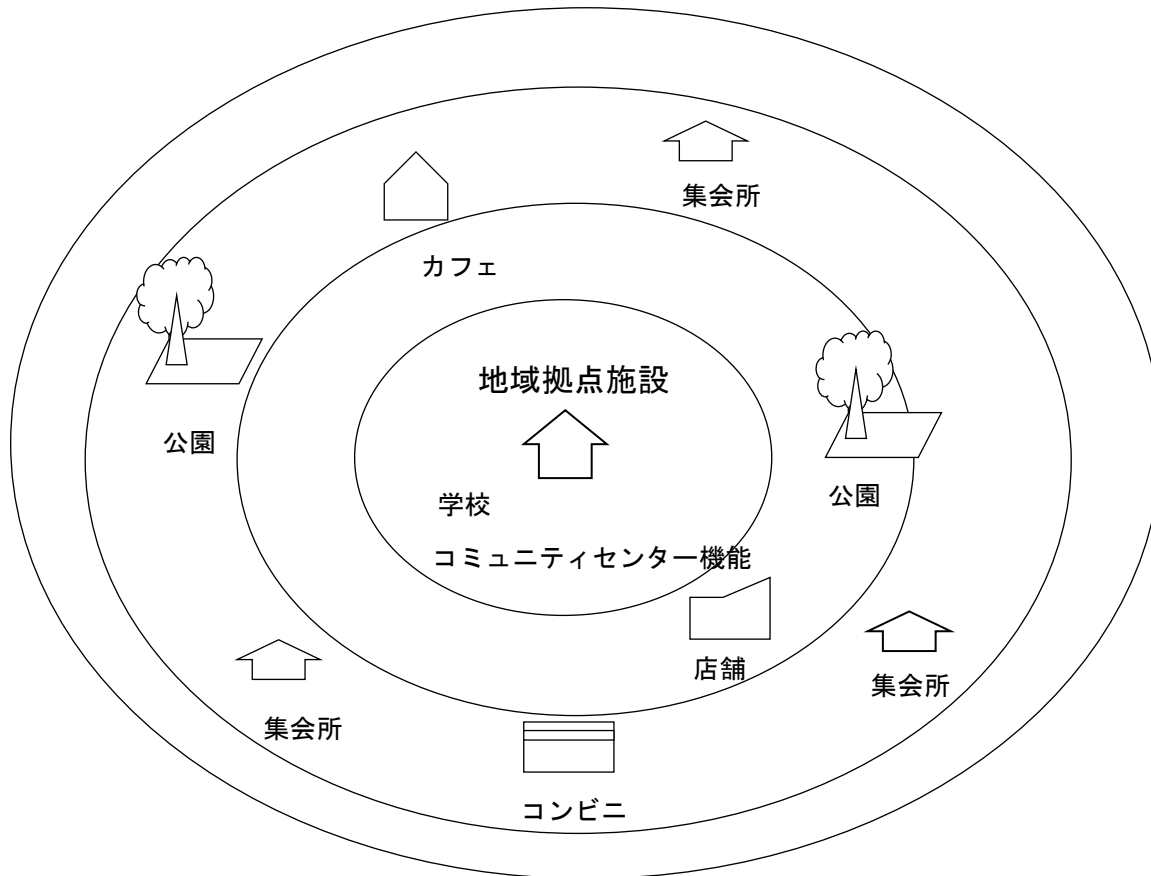 集会所
カフェ
地域拠点施設
公園
公園
学校
コミュニティセンター機能
店舗
集会所
集会所
コンビニ